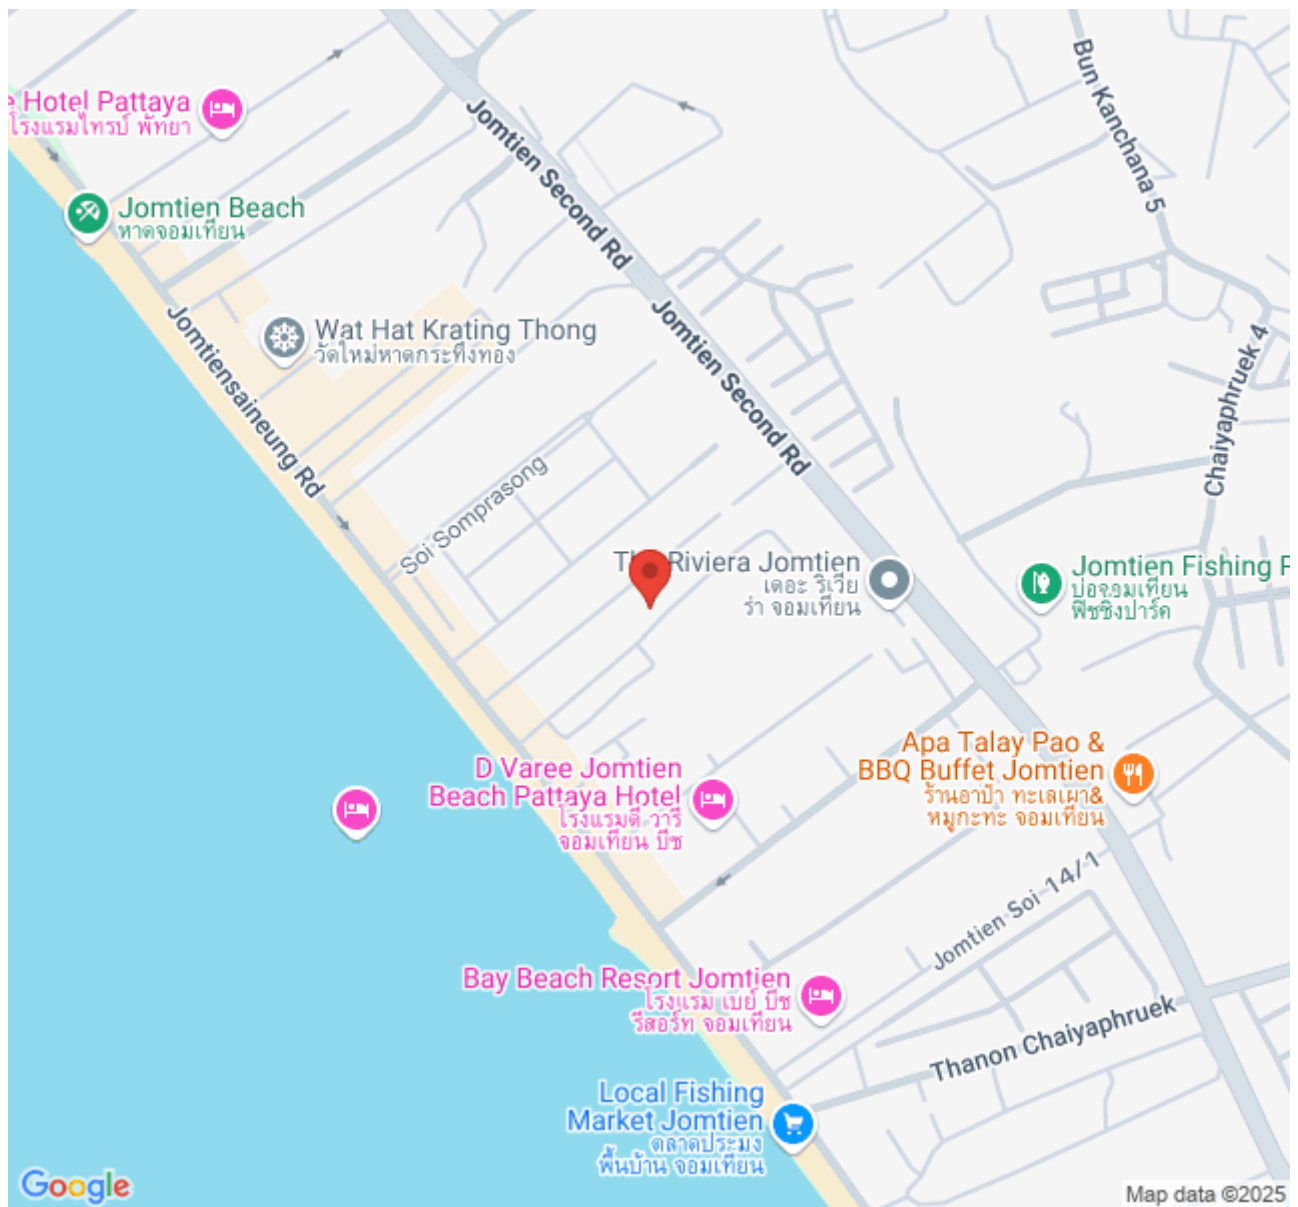 Bun Kanchana 5
e Hotel Pattaya
โรงแรมไทรป์ พัทยา
Jomtien Second Rd
Jomtien Beach
หาดจอมเทียน
Wat Hat Krating Thong
วัดใหม่หาดกระทิงทอง
Jomtiensaineung Rd
Jomtien Second Rd
Chaiyaphruek 4
Soi Somprasong
Riviera Jomtien
เดอะ ริเวีย
ร่า จอมเทียน
Jomtien Fishing P
บ่อจอมเทียน
ฟิชชิงปาร์ค
Apa Talay Pao &
BBQ Buffet Jomtien
ร้านอาป๋า ทะเลเผา&
หมูกะทะ จอมเทียน
D Varee Jomtien
Beach Pattaya Hotel
โรงแรมดี วารี
จอมเทียน บีช
Jomtien Soi 14/1
Bay Beach Resort Jomtien
โรงแรม เบย์ บีช
รีสอร์ท จอมเทียน
Thanon Chaiyaphruek
Local Fishing
Market Jomtien
ตลาดประมง
พื้นบ้าน จอมเทียน
Google
Map data ©2025